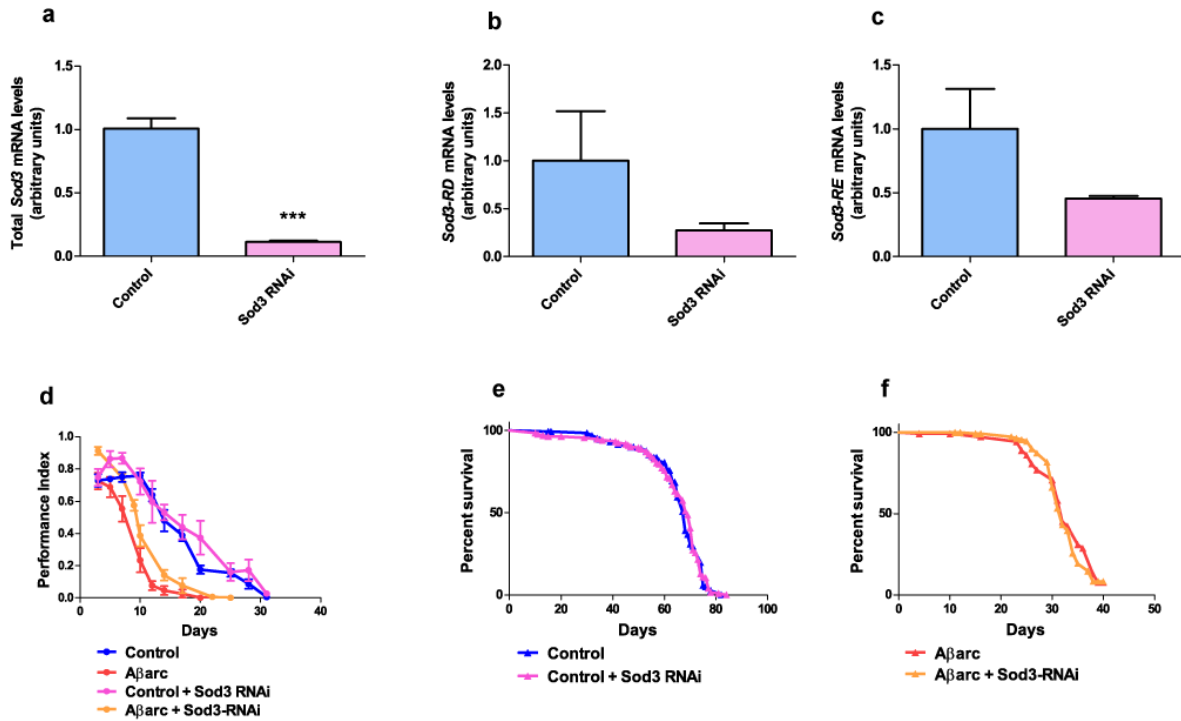 a
Total Sod3 mRNA levels
(arbitrary units)
1.5
1.0
0.5
0.0
***
Control
Sod3 RNAi
b
Sod3-RD mRNA levels
(arbitrary units)
2.0
1.5
1.0
0.5
0.0
Control
Sod3 RNAi
c
Sod3-RE mRNA levels
(arbitrary units)
1.5
1.0
0.5
0.0
Control
Sod3 RNAi
d
Performance Index
1.0
0.8
0.6
0.4
0.2
0.0
0 10 20 30 40
Days
Control
Aβarc
Control + Sod3 RNAi
Aβarc + Sod3-RNAi
e
Percent survival
100
50
0
0 20 40 60 80 100
Days
Control
Control + Sod3 RNAi
f
Percent survival
100
50
0
0 10 20 30 40 50
Days
Aβarc
Aβarc + Sod3-RNAi